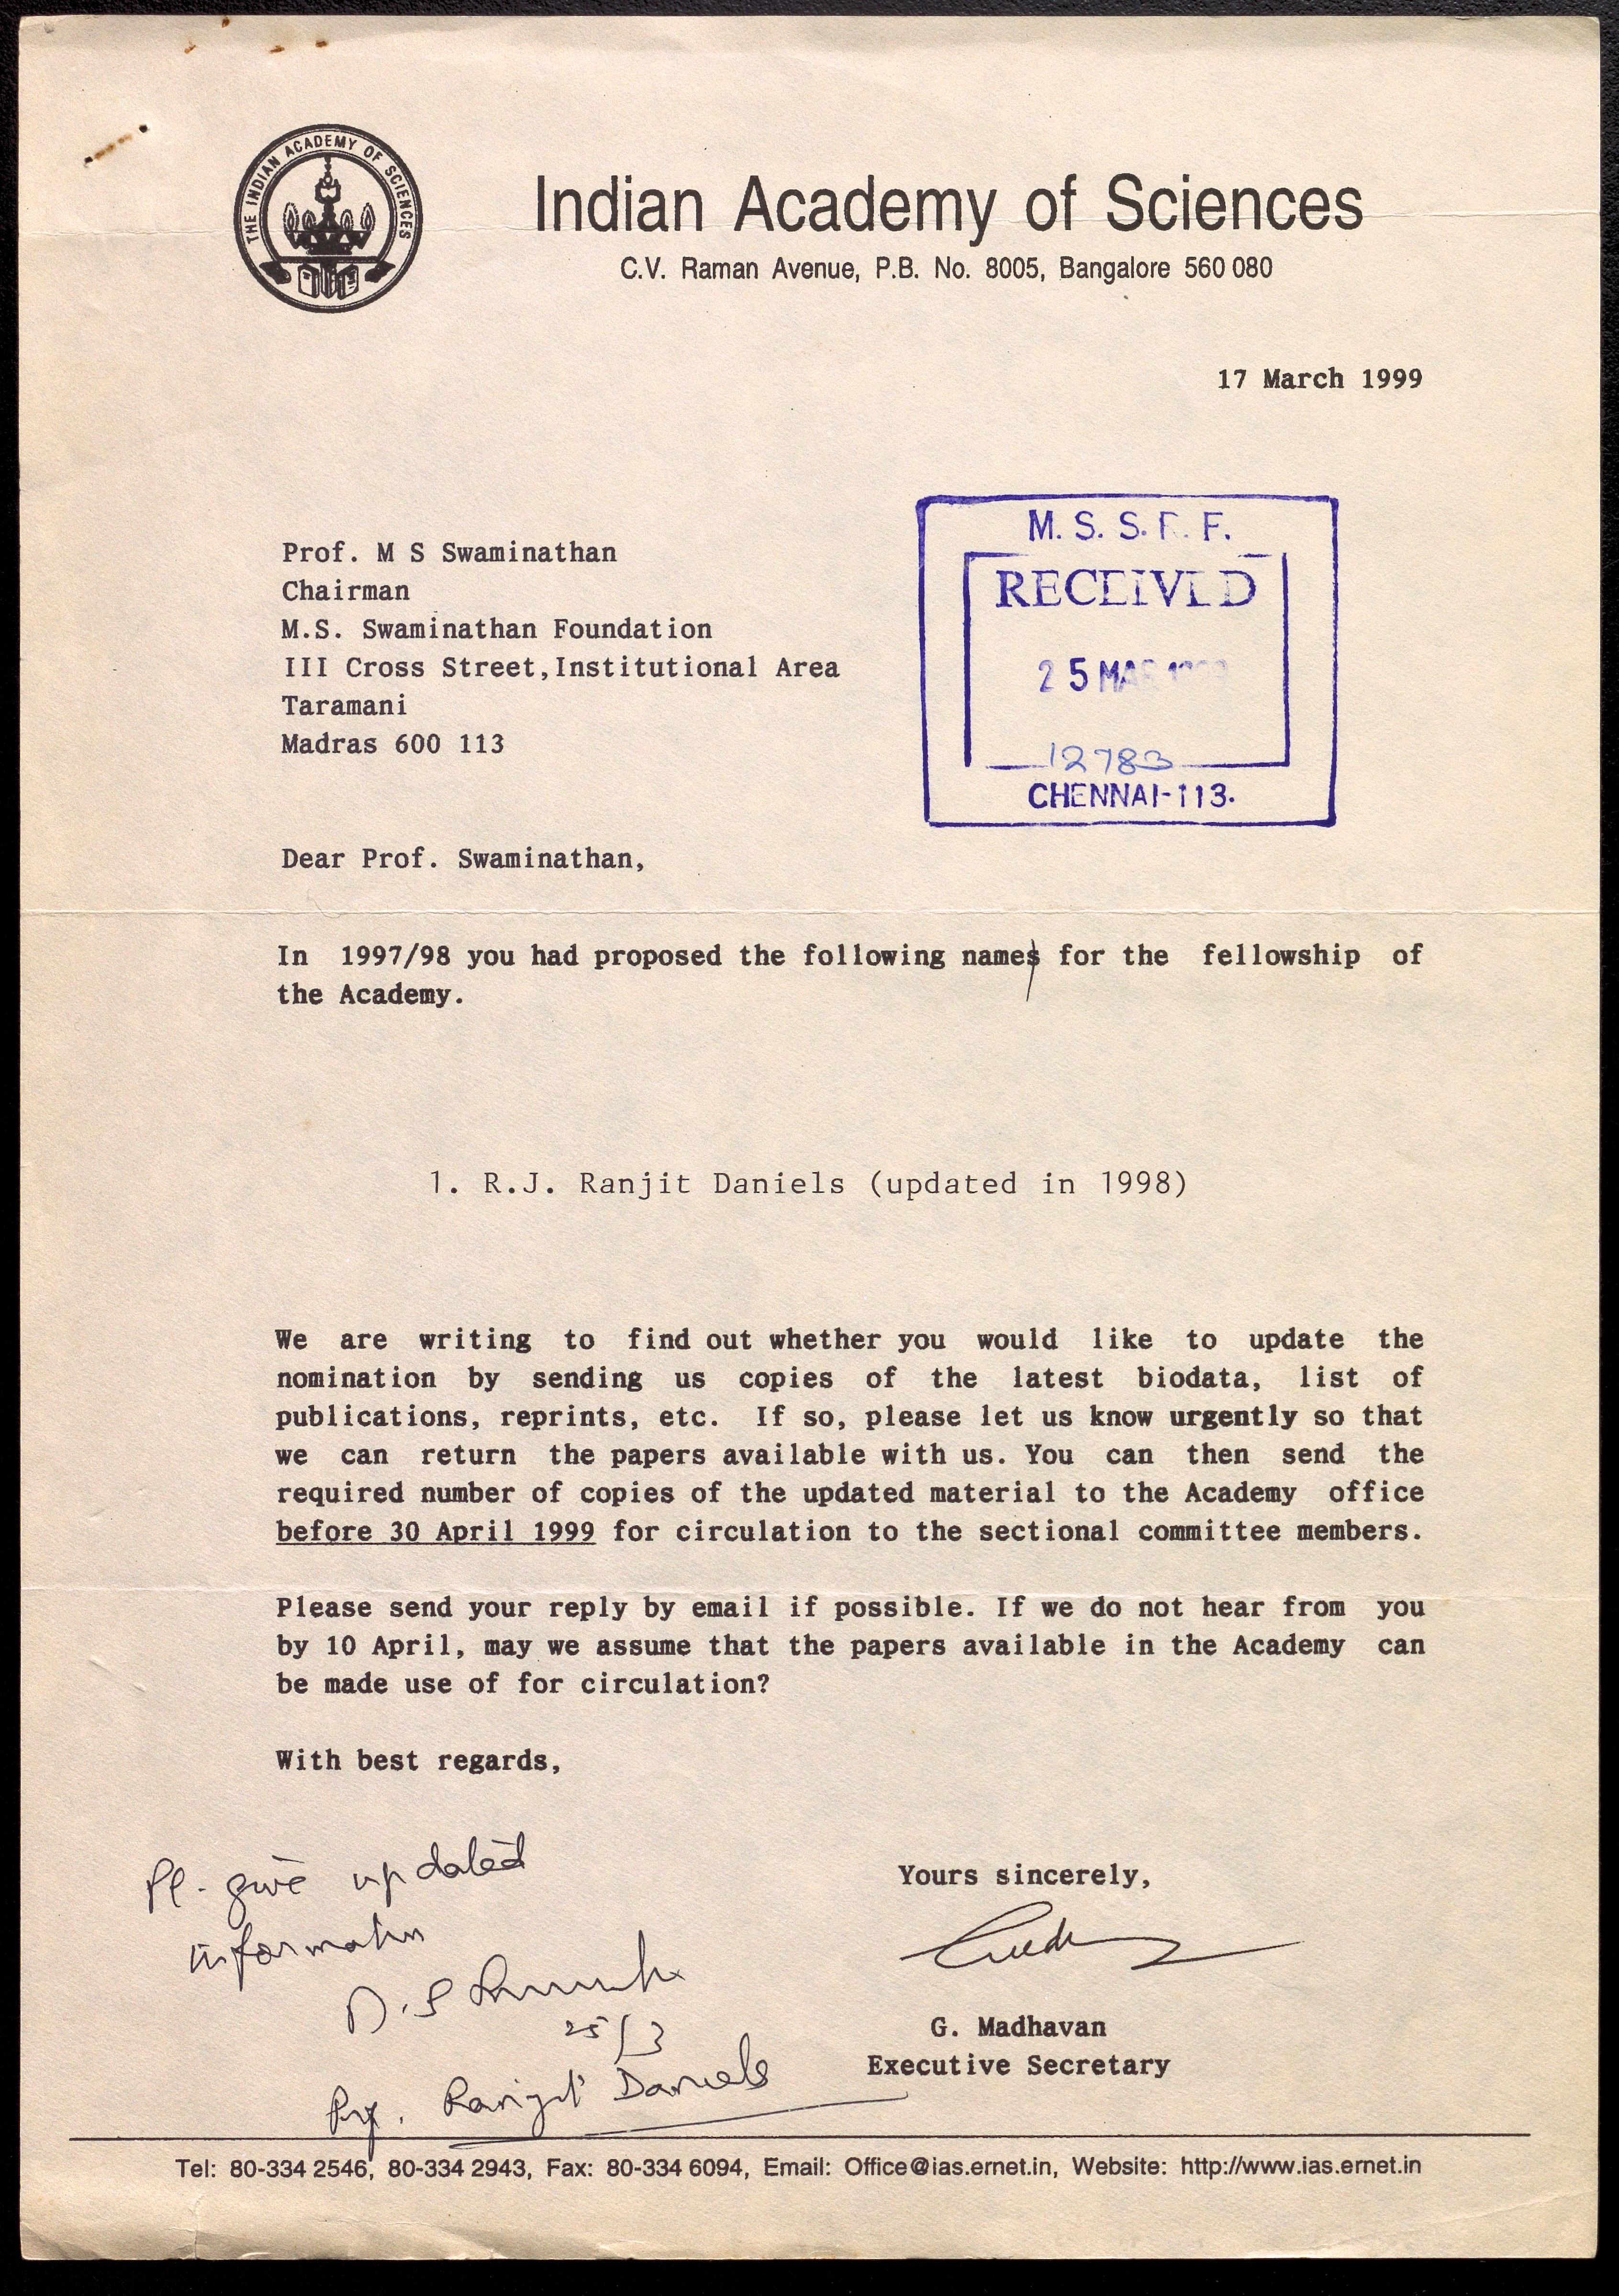 THE INDIAN ACADEMY OF SCIENCES
Indian Academy of Sciences
C.V. Raman Avenue, P.B. No. 8005, Bangalore 560 080
17 March 1999
M. S. S. R. F.
RECEIVED
25 MAR 1999
12783
CHENNAI-113.
Prof. M S Swaminathan
Chairman
M.S. Swaminathan Foundation
III Cross Street,Institutional Area
Taramani
Madras 600 113
Dear Prof. Swaminathan,
In 1997/98 you had proposed the following names for the fellowship of
the Academy.
1. R.J. Ranjit Daniels (updated in 1998)
We are writing to find out whether you would like to update the
nomination by sending us copies of the latest biodata, list of
publications, reprints, etc. If so, please let us know urgently so that
we can return the papers available with us. You can then send the
required number of copies of the updated material to the Academy office
before 30 April 1999 for circulation to the sectional committee members.
Please send your reply by email if possible. If we do not hear from you
by 10 April, may we assume that the papers available in the Academy can
be made use of for circulation?
With best regards,
Yours sincerely,
G. Madhavan
Executive Secretary
Pl. give updated
information
25/3
Ranjit Daniels
Tel: 80-334 2546, 80-334 2943, Fax: 80-334 6094, Email: Office@ias.ernet.in, Website: http://www.ias.ernet.in